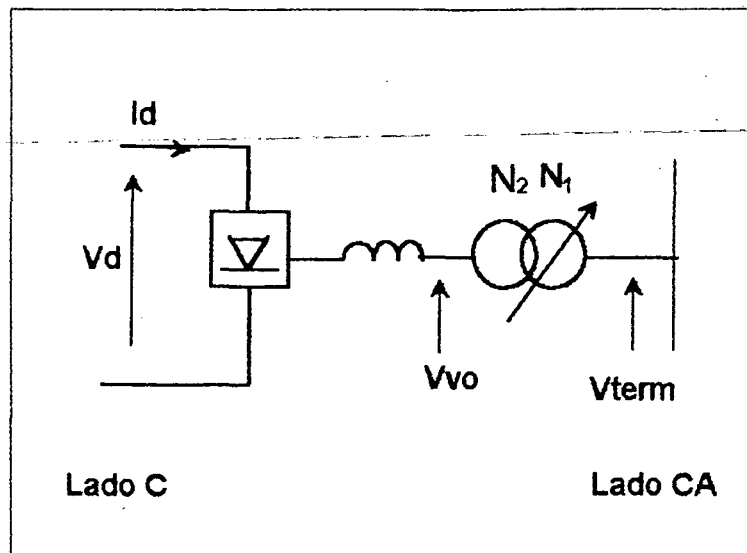 Id
N₂ N₁
Vd
Vvo
Vterm
Lado C
Lado CA